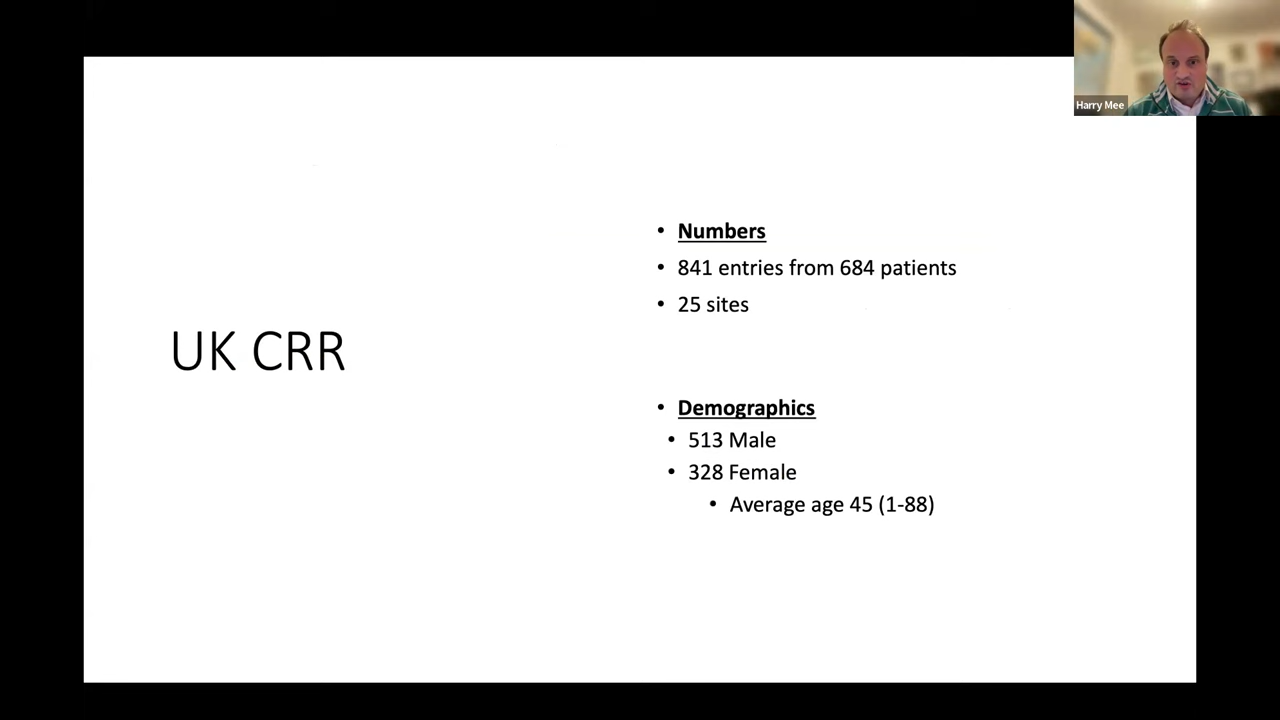 Harry Mee
UK CRR
• Numbers
• 841 entries from 684 patients
• 25 sites
• Demographics
• 513 Male
• 328 Female
• Average age 45 (1-88)